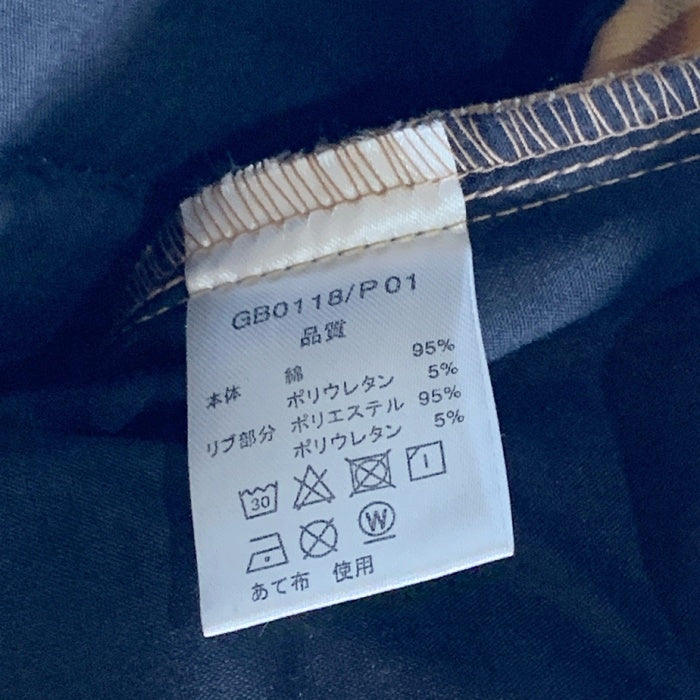 GB0118/P01
品質
本体 綿 95%
ポリウレタン 5%
リブ部分 ポリエステル 95%
ポリウレタン 5%
30
W
あて布 使用